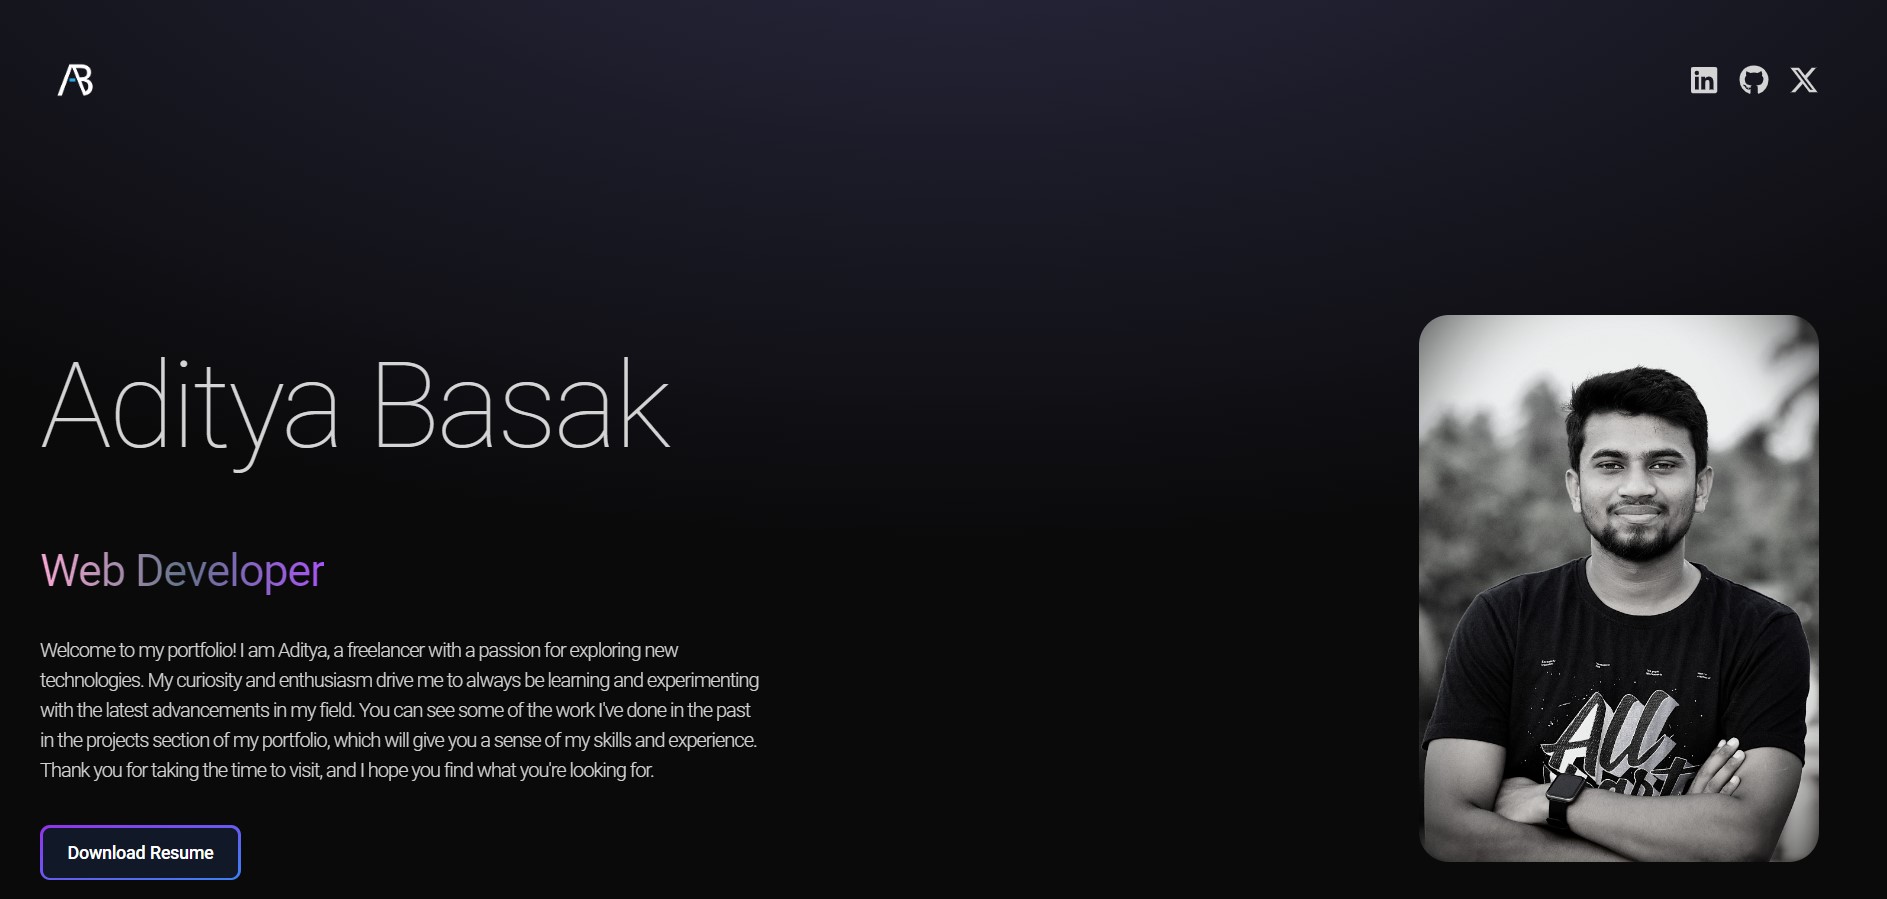 AB
Aditya Basak
Web Developer
Welcome to my portfolio! I am Aditya, a freelancer with a passion for exploring new
technologies. My curiosity and enthusiasm drive me to always be learning and experimenting
with the latest advancements in my field. You can see some of the work I've done in the past
in the projects section of my portfolio, which will give you a sense of my skills and experience.
Thank you for taking the time to visit, and I hope you find what you're looking for.
Download Resume
in
All